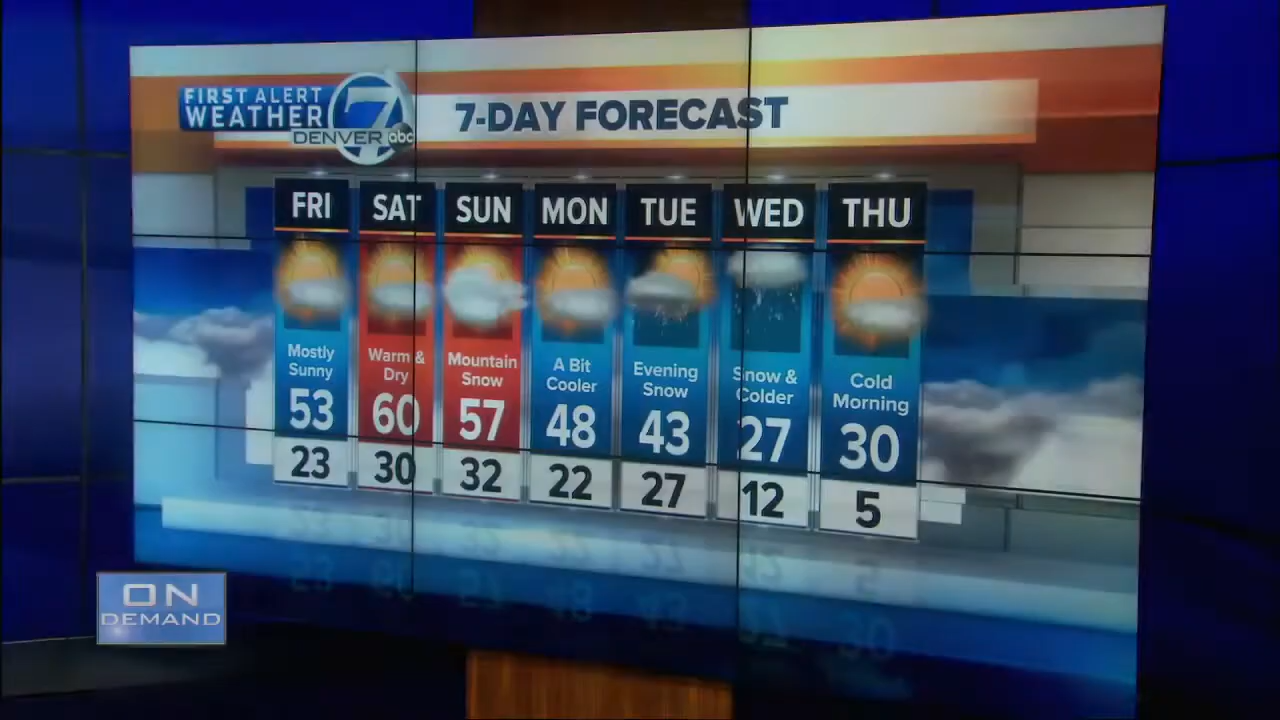 FIRST ALERT
WEATHER
7
DENVER abc
7-DAY FORECAST
FRI SAT SUN MON TUE WED THU
Mostly
Sunny
53
23
Warm &
Dry
60
30
Mountain
Snow
57
32
A Bit
Cooler
48
22
Evening
Snow
43
27
Snow &
Colder
27
12
Cold
Morning
30
5
ON
DEMAND